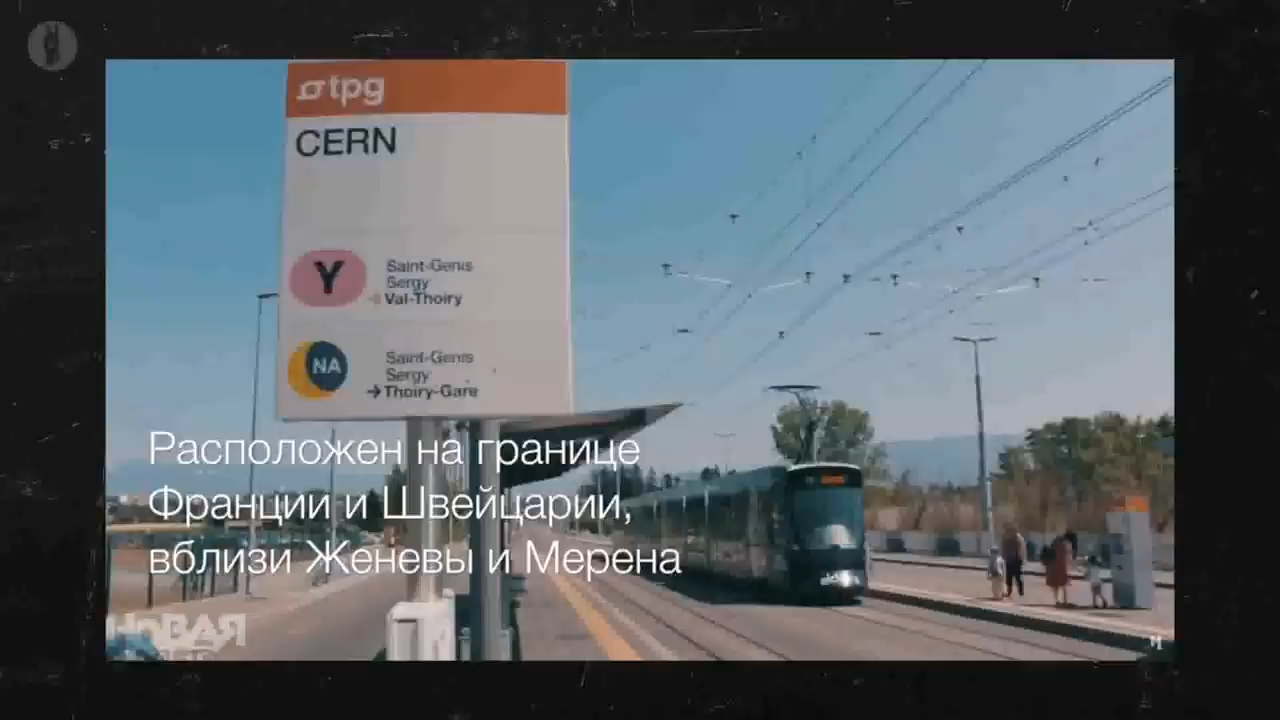 tpg
CERN
Y
Saint-Genis
Sergy
Val-Thoiry
NA
Saint-Genis
Sergy
→Thoiry-Gare
Расположен на границе
Франции и Швейцарии,
вблизи Женевы и Мерена
НОВАЯ